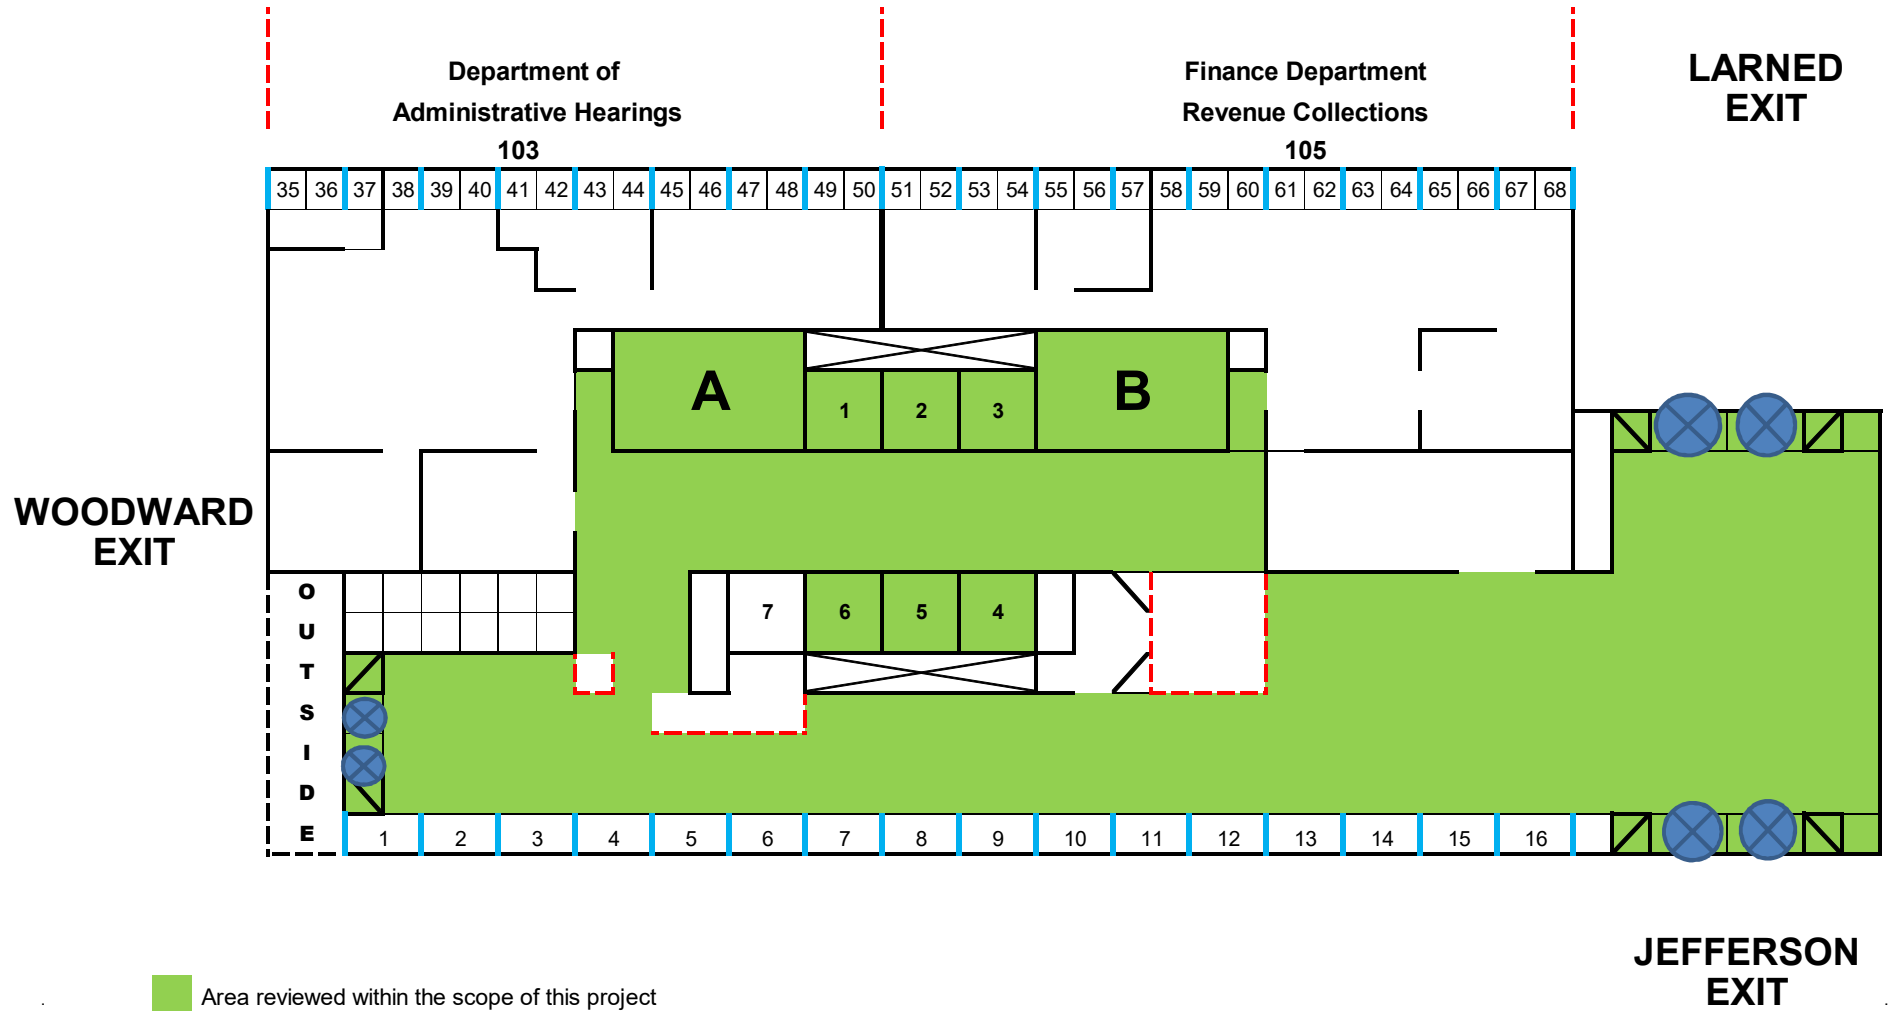 Department of
Administrative Hearings
103
Finance Department
Revenue Collections
105
LARNED
EXIT
35 36 37 38 39 40 41 42 43 44 45 46 47 48 49 50 51 52 53 54 55 56 57 58 59 60 61 62 63 64 65 66 67 68
A
1 2 3
B
WOODWARD
EXIT
7 6 5 4
O
U
T
S
I
D
E
1 2 3 4 5 6 7 8 9 10 11 12 13 14 15 16
JEFFERSON
EXIT
. Area reviewed within the scope of this project .